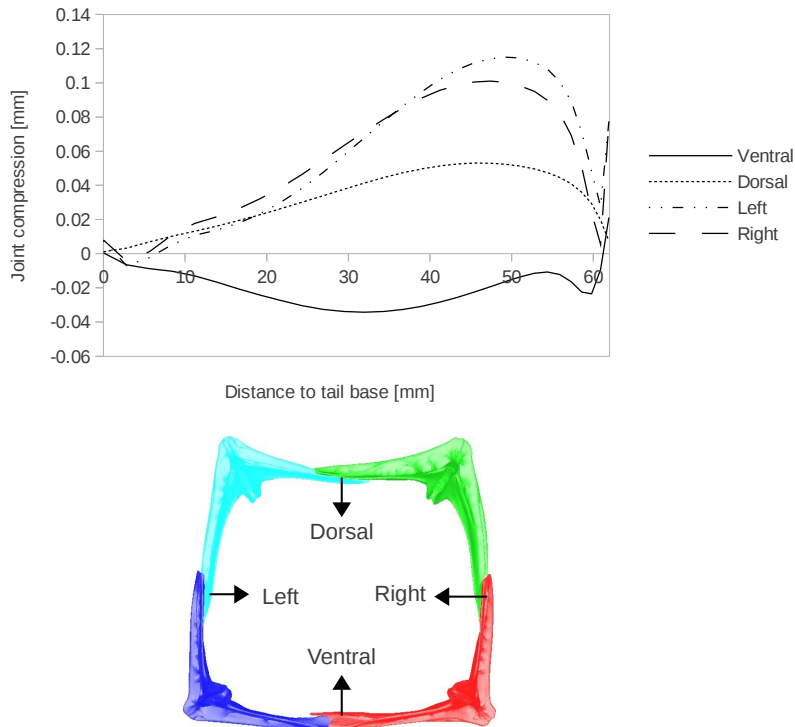 0.14
0.12
0.1
0.08
0.06
0.04
0.02
0
-0.02
-0.04
-0.06
Joint compression [mm]
0 10 20 30 40 50 60
Distance to tail base [mm]
Ventral
Dorsal
Left
Right
Dorsal
Left
Right
Ventral